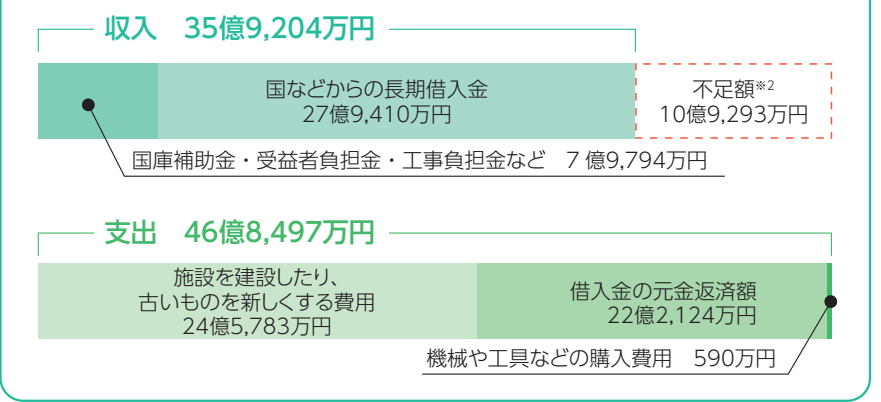 収入　35億9,204万円
国などからの長期借入金
27億9,410万円
不足額※2
10億9,293万円
国庫補助金・受益者負担金・工事負担金など　7億9,794万円
支出　46億8,497万円
施設を建設したり、
古いものを新しくする費用
24億5,783万円
借入金の元金返済額
22億2,124万円
機械や工具などの購入費用　590万円